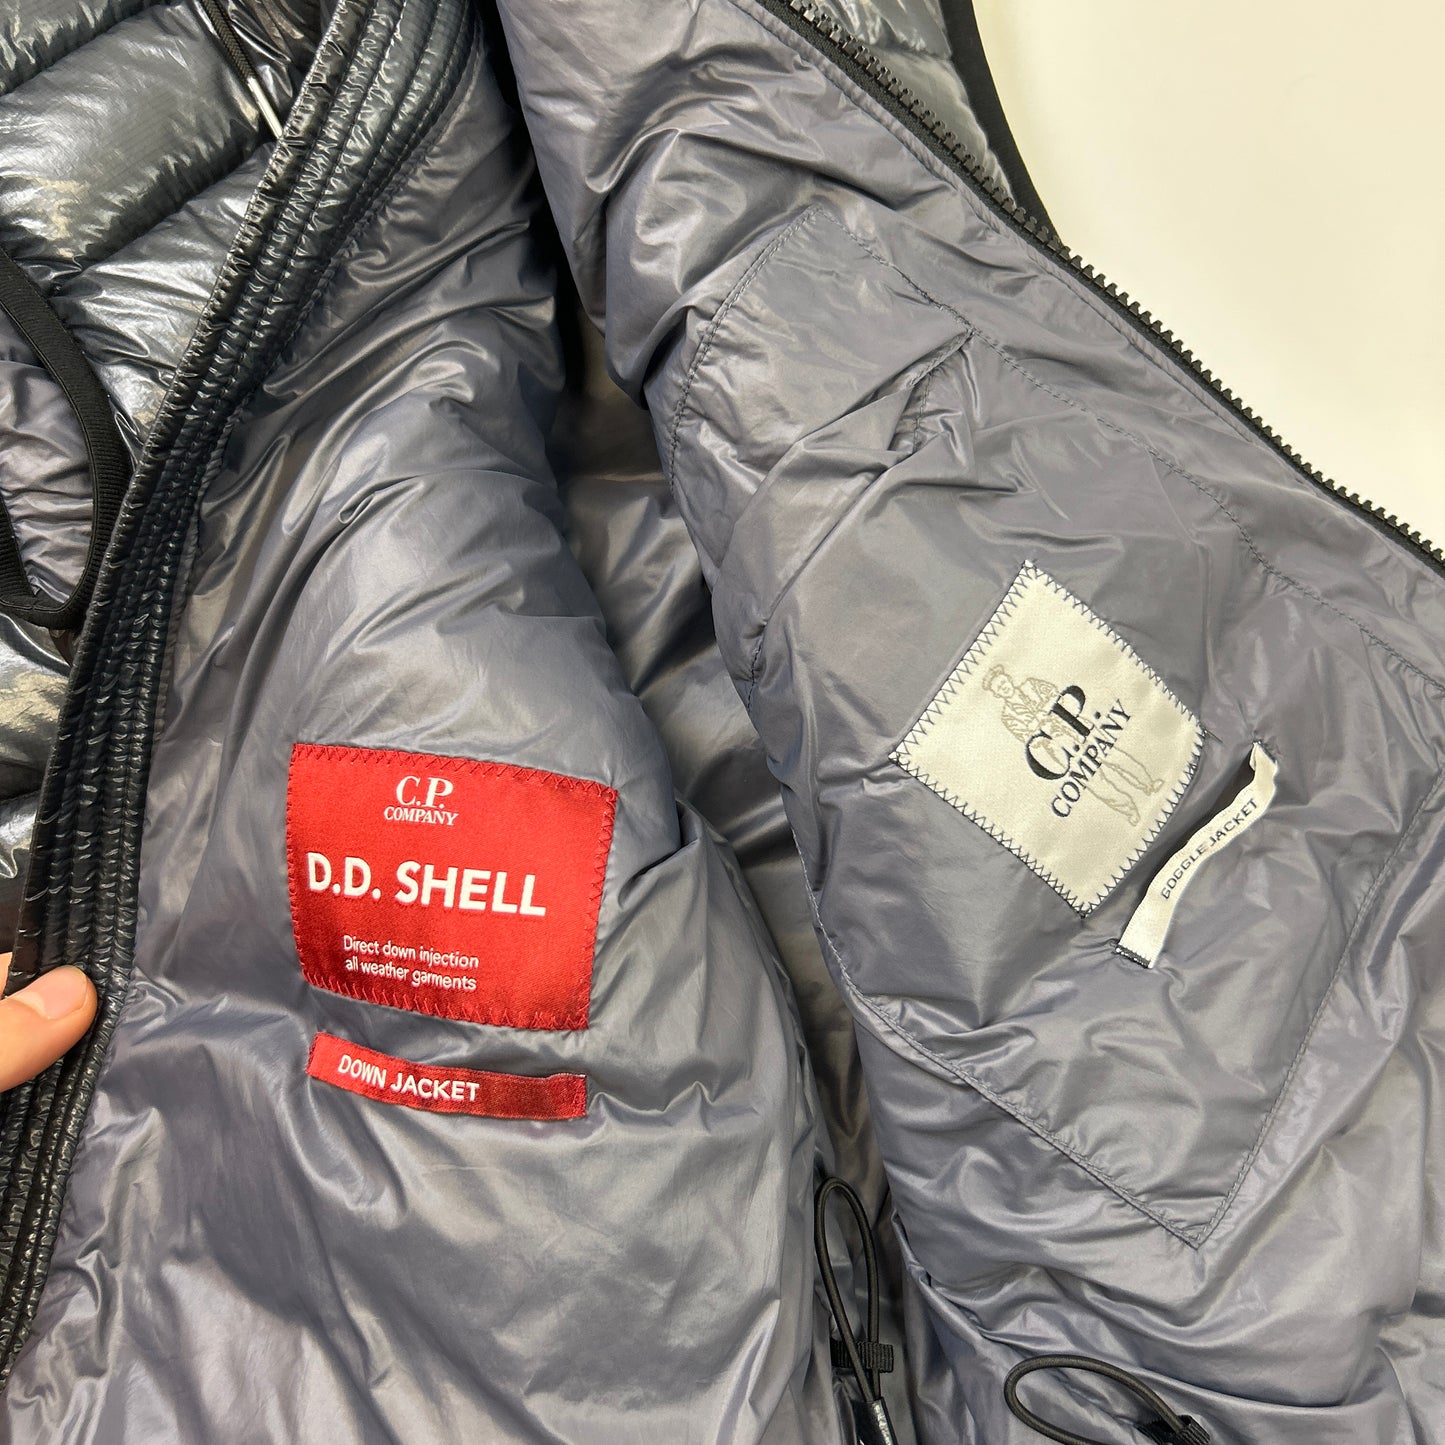 C.P.
COMPANY
D.D. SHELL
Direct down injection
all weather garments
DOWN JACKET
C.P.
COMPANY
GOGGLE JACKET